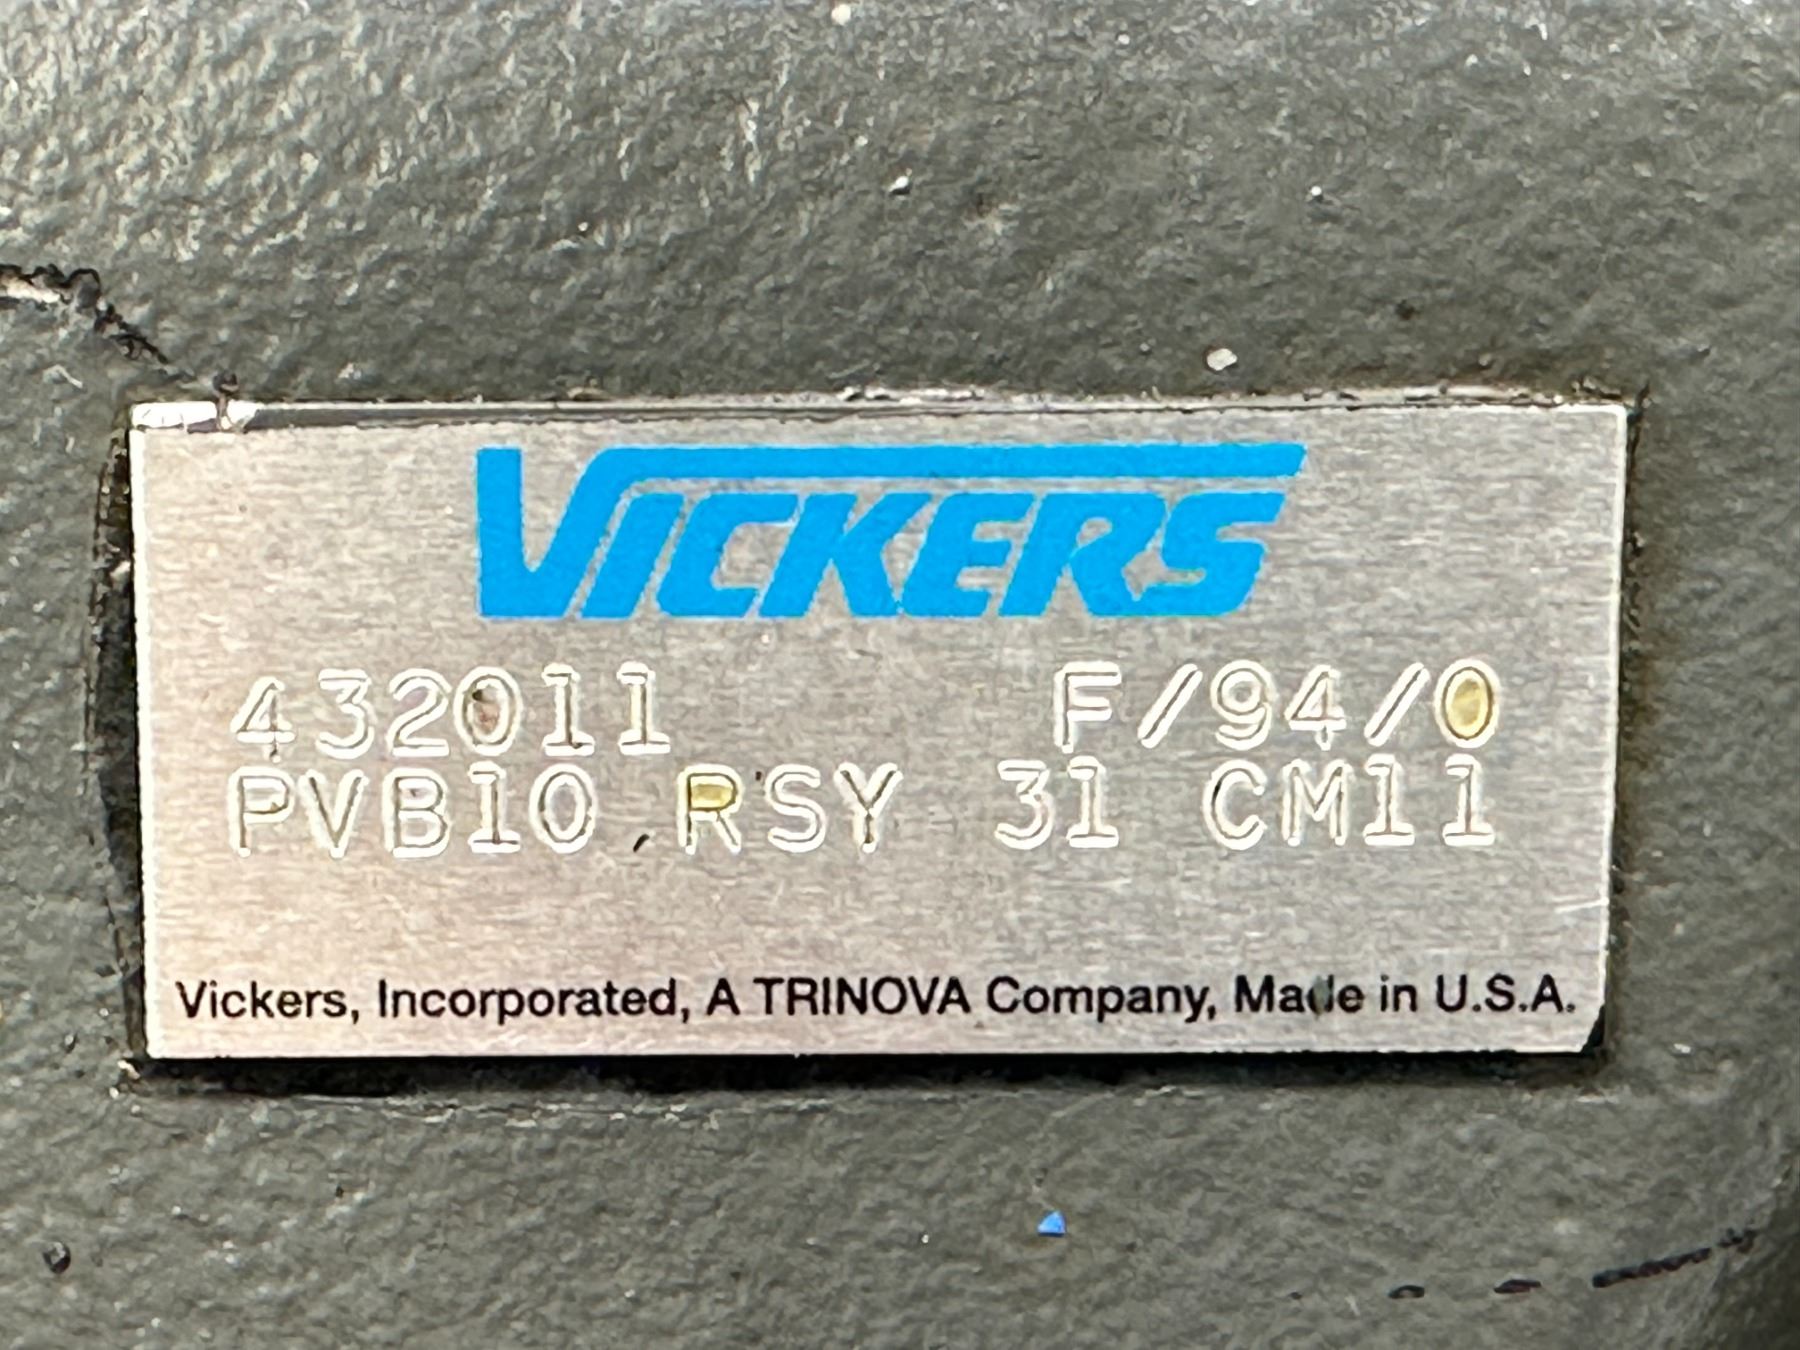 VICKERS
432011 F/94/0
PVB10 RSY 31 CM11
Vickers, Incorporated, A TRINOVA Company, Made in U.S.A.